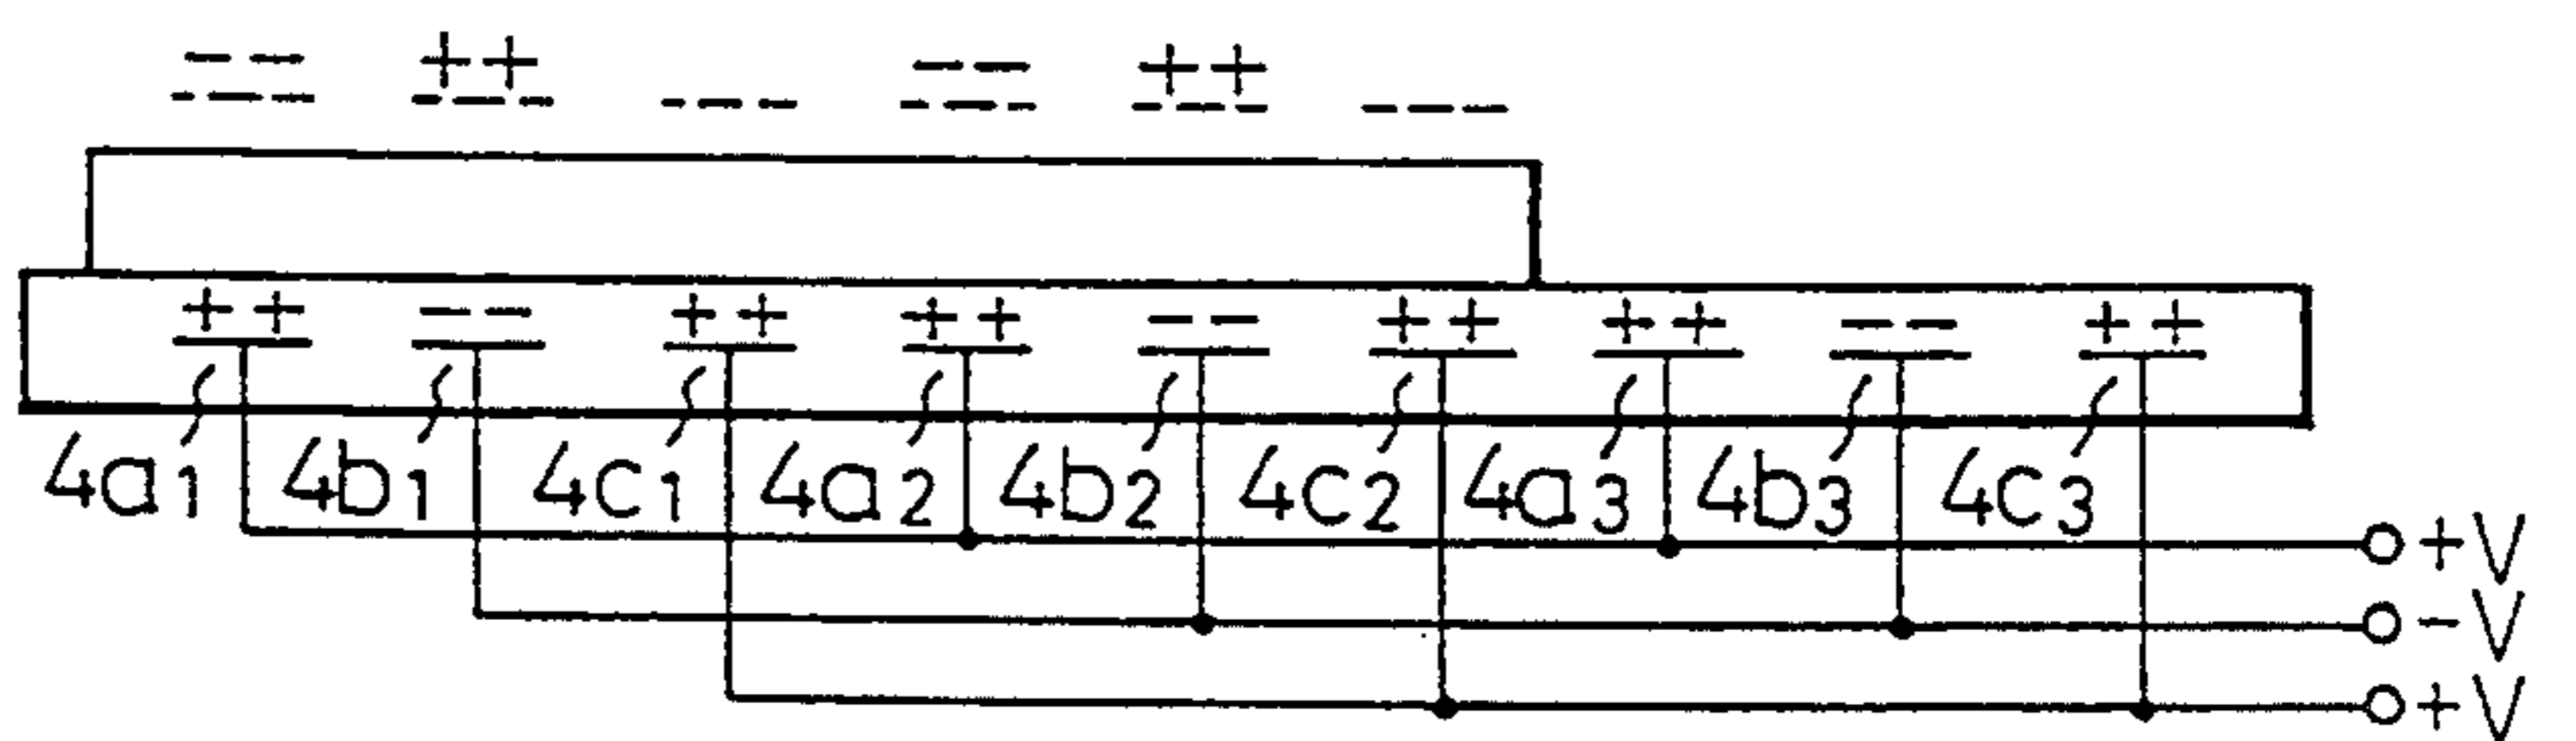 -- ++ -- ++
--- --- --- --- --- ---
++ -- ++ ++ -- ++ ++ -- ++
4a1 4b1 4c1 4a2 4b2 4c2 4a3 4b3 4c3
+V
-V
+V